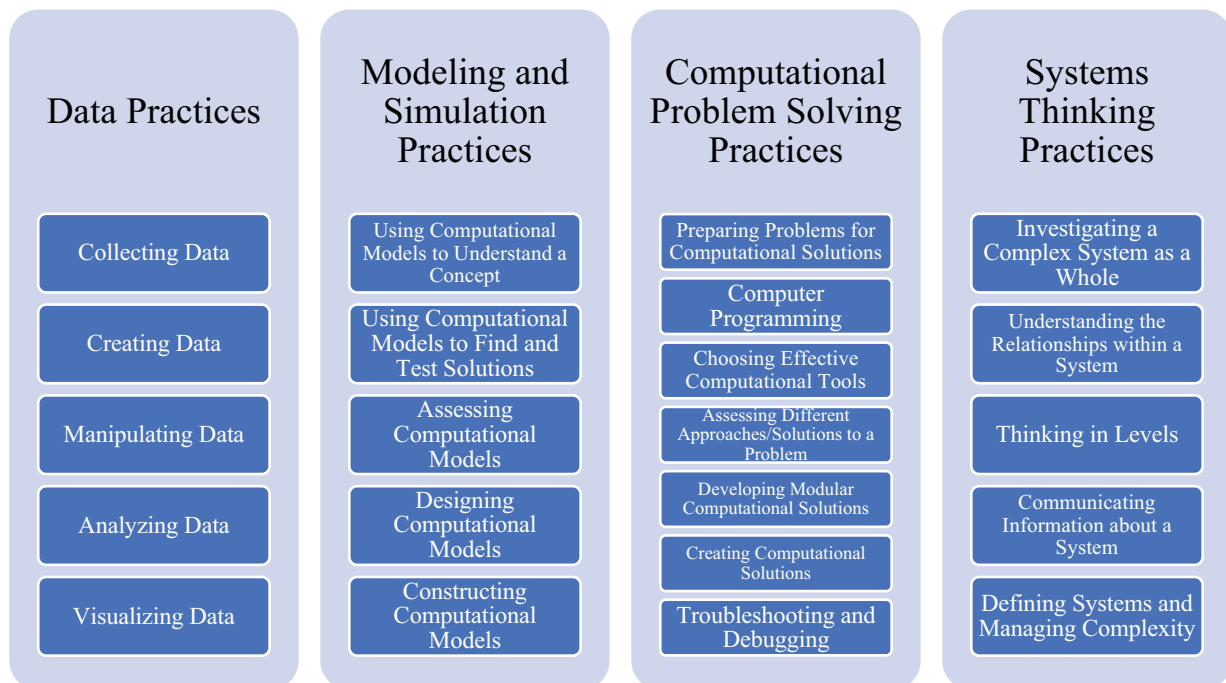 Data Practices
Collecting Data
Creating Data
Manipulating Data
Analyzing Data
Visualizing Data
Modeling and
Simulation
Practices
Using Computational
Models to Understand a
Concept
Using Computational
Models to Find and
Test Solutions
Assessing
Computational
Models
Designing
Computational
Models
Constructing
Computational
Models
Computational
Problem Solving
Practices
Preparing Problems for
Computational Solutions
Computer
Programming
Choosing Effective
Computational Tools
Assessing Different
Approaches/Solutions to a
Problem
Developing Modular
Computational Solutions
Creating Computational
Solutions
Troubleshooting and
Debugging
Systems
Thinking
Practices
Investigating a
Complex System as a
Whole
Understanding the
Relationships within a
System
Thinking in Levels
Communicating
Information about a
System
Defining Systems and
Managing Complexity